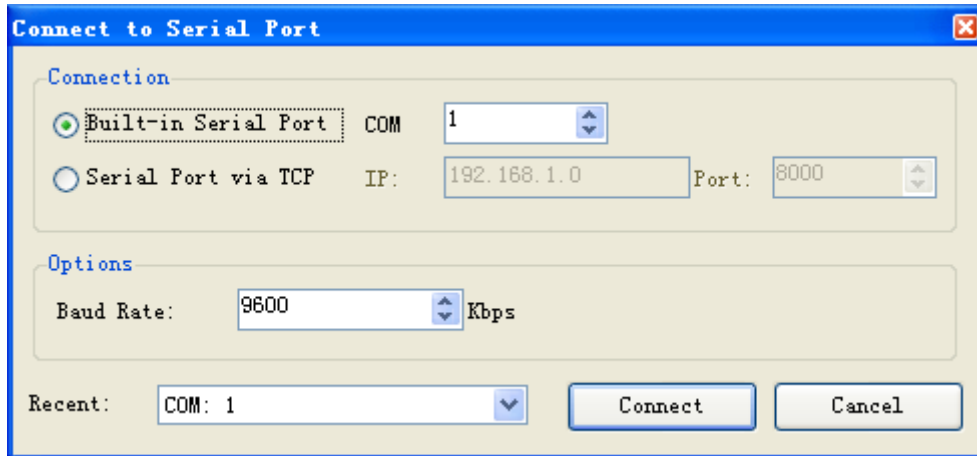 Connect to Serial Port
Connection
Built-in Serial Port COM 1
Serial Port via TCP IP: 192.168.1.0 Port: 8000
Options
Baud Rate: 9600 Kbps
Recent: COM: 1 Connect Cancel